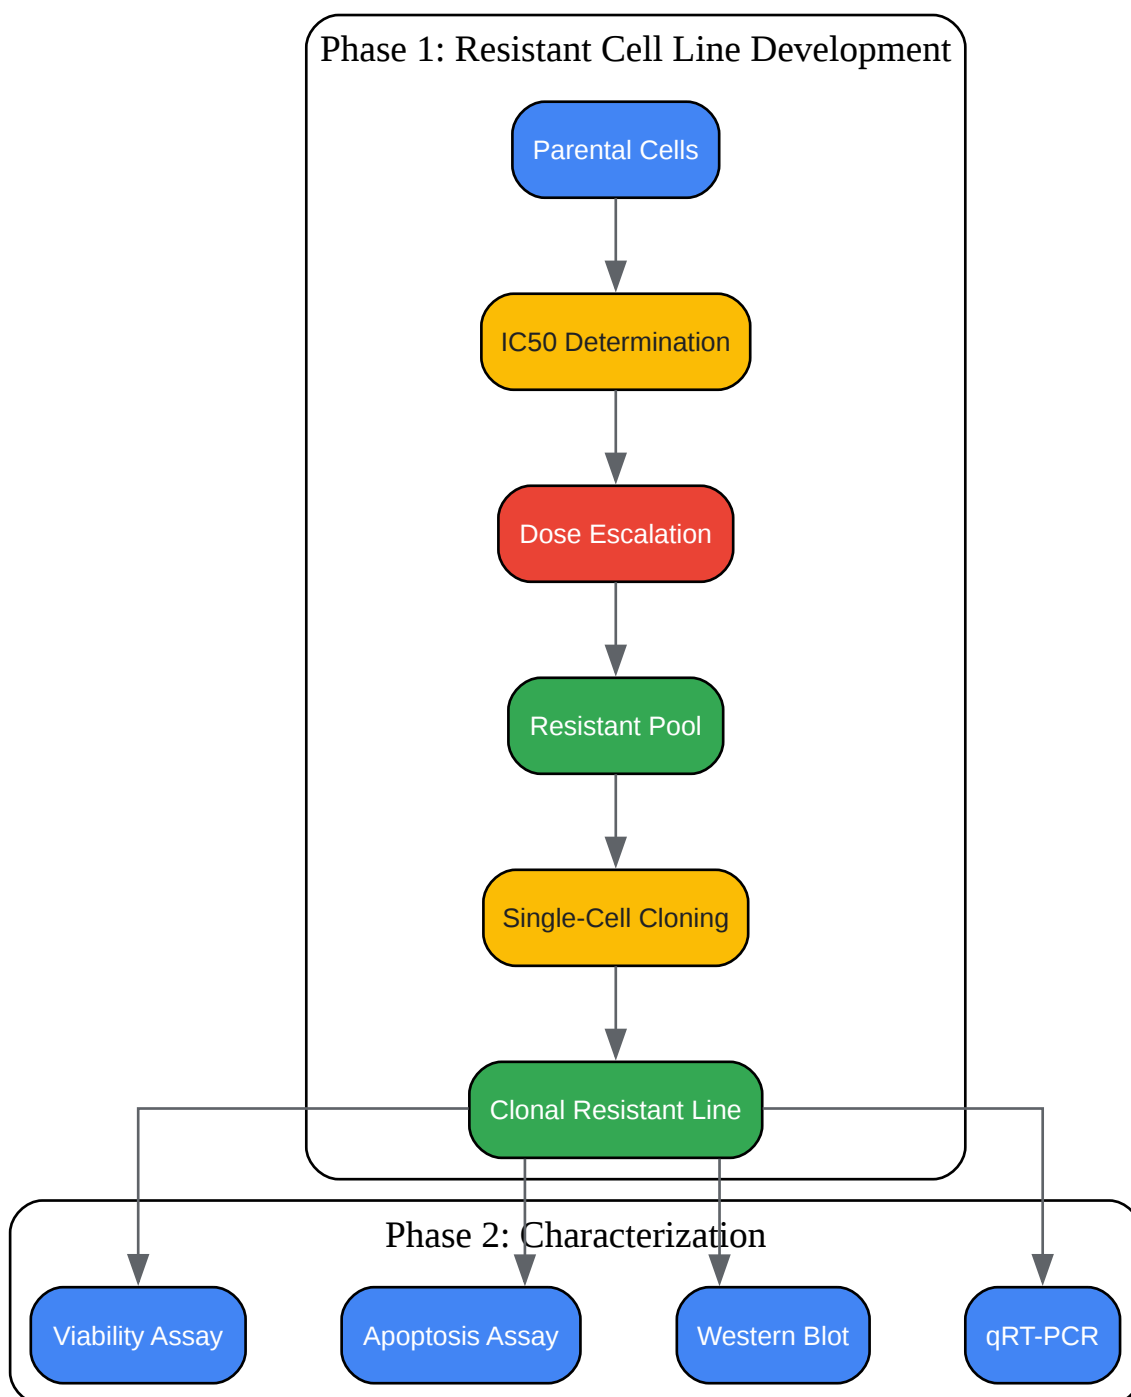 Phase 1: Resistant Cell Line Development
Parental Cells
IC50 Determination
Dose Escalation
Resistant Pool
Single-Cell Cloning
Clonal Resistant Line
Phase 2: Characterization
Viability Assay
Apoptosis Assay
Western Blot
qRT-PCR